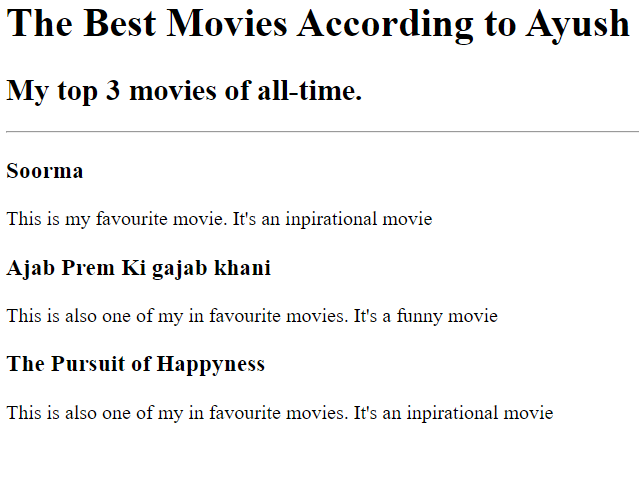 The Best Movies According to Ayush
My top 3 movies of all-time.
Soorma
This is my favourite movie. It's an inpirational movie
Ajab Prem Ki gajab khani
This is also one of my in favourite movies. It's a funny movie
The Pursuit of Happyness
This is also one of my in favourite movies. It's an inpirational movie